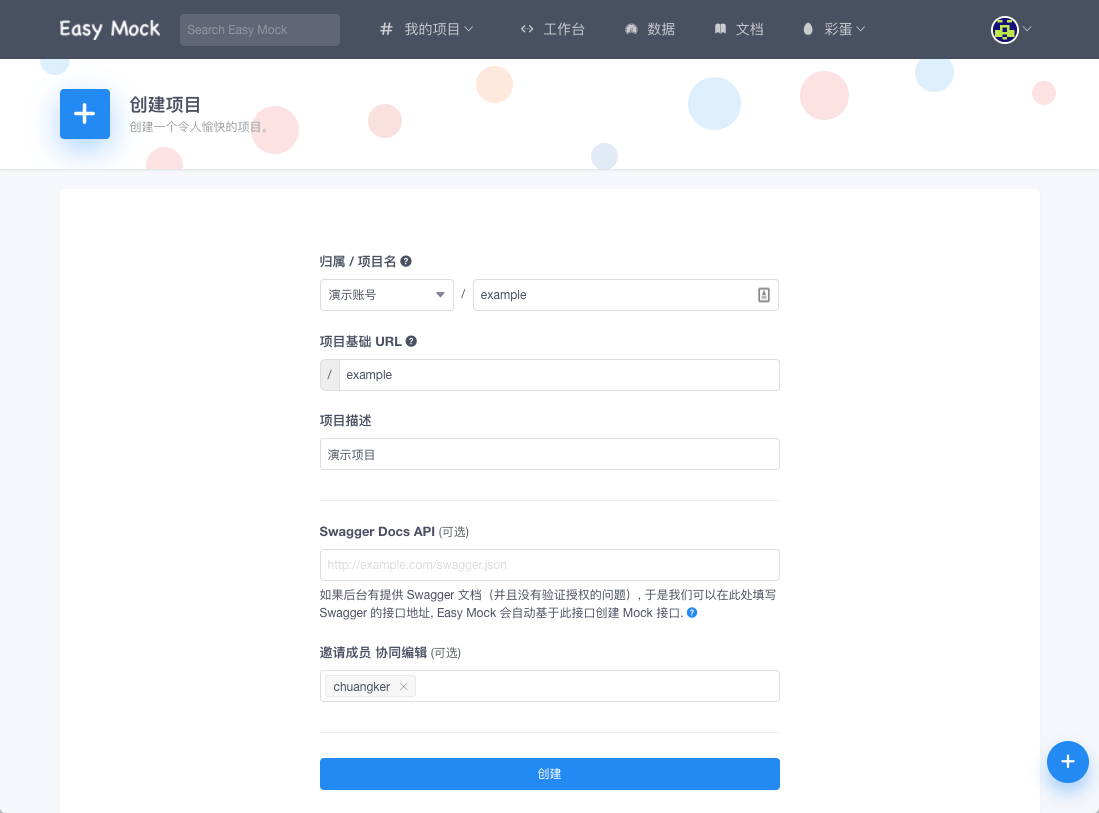 Easy Mock Search Easy Mock 我的项目 工作台 数据 文档 彩蛋
创建项目
创建一个令人愉快的项目。
归属 / 项目名
演示账号 / example
项目基础 URL
/ example
项目描述
演示项目
Swagger Docs API (可选)
http://example.com/swagger.json
如果后台有提供 Swagger 文档（并且没有验证授权的问题）, 于是我们可以在此处填写
Swagger 的接口地址, Easy Mock 会自动基于此接口创建 Mock 接口.
邀请成员 协同编辑 (可选)
chuangker
创建